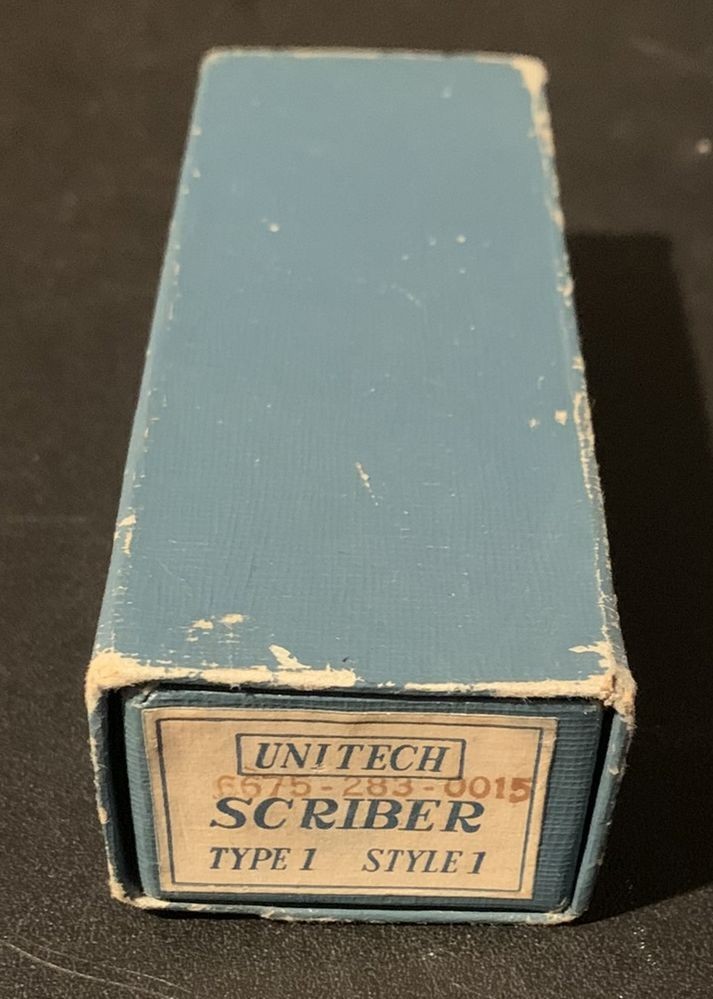 UNITECH
6675-283-0015
SCRIBER
TYPE 1 STYLE 1